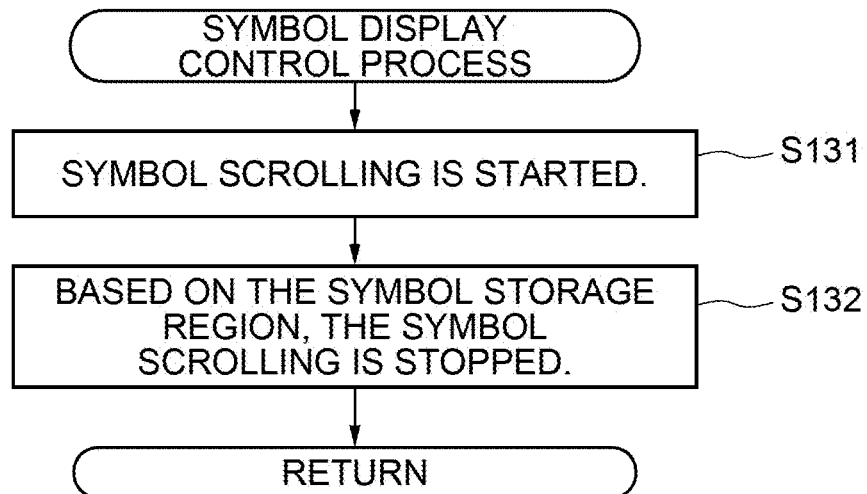 SYMBOL DISPLAY
CONTROL PROCESS
SYMBOL SCROLLING IS STARTED.
S131
BASED ON THE SYMBOL STORAGE
REGION, THE SYMBOL
SCROLLING IS STOPPED.
S132
RETURN